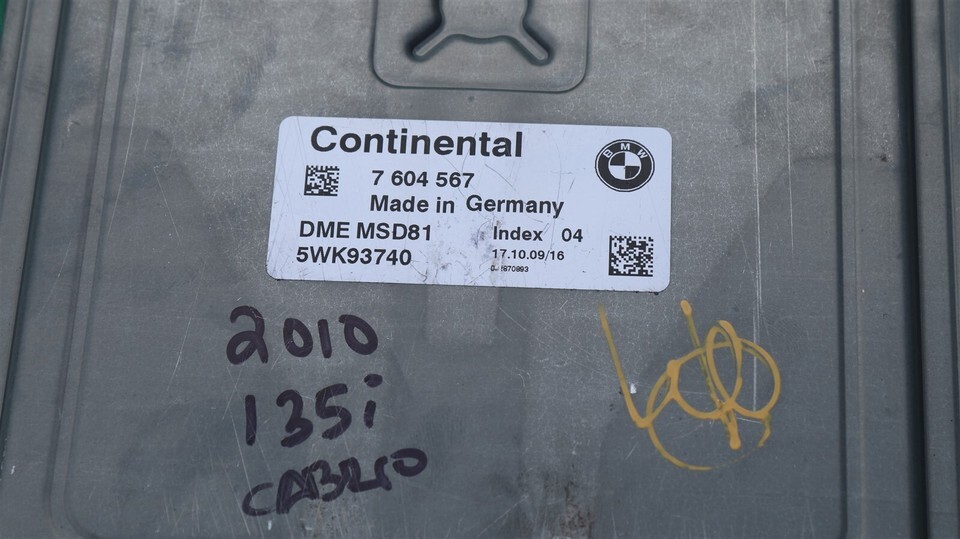 Continental
BMW
7 604 567
Made in Germany
DME MSD81 Index 04
5WK93740 17.10.09/16
2010
135i
CABRIO